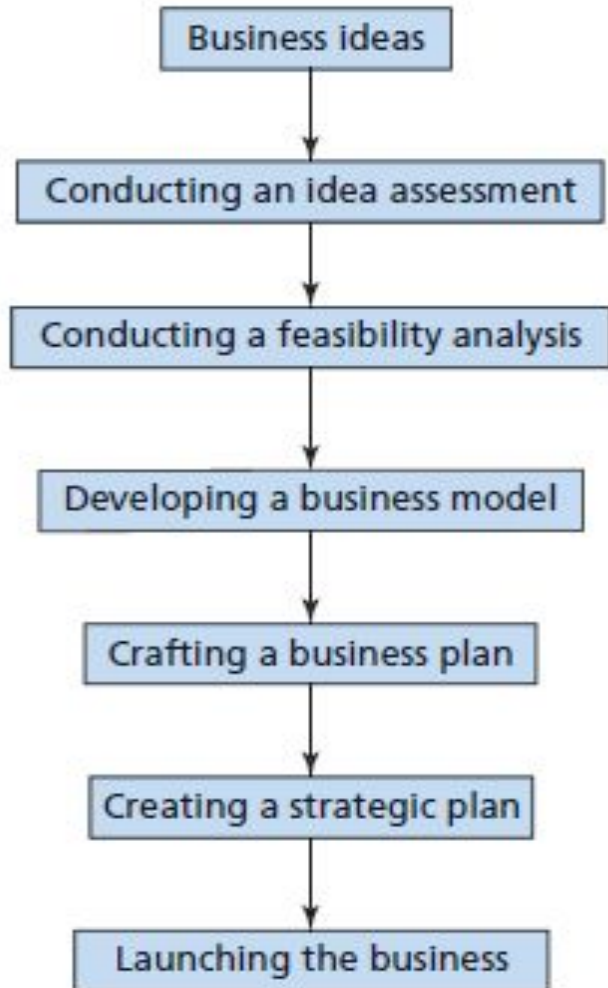 Business ideas
Conducting an idea assessment
Conducting a feasibility analysis
Developing a business model
Crafting a business plan
Creating a strategic plan
Launching the business